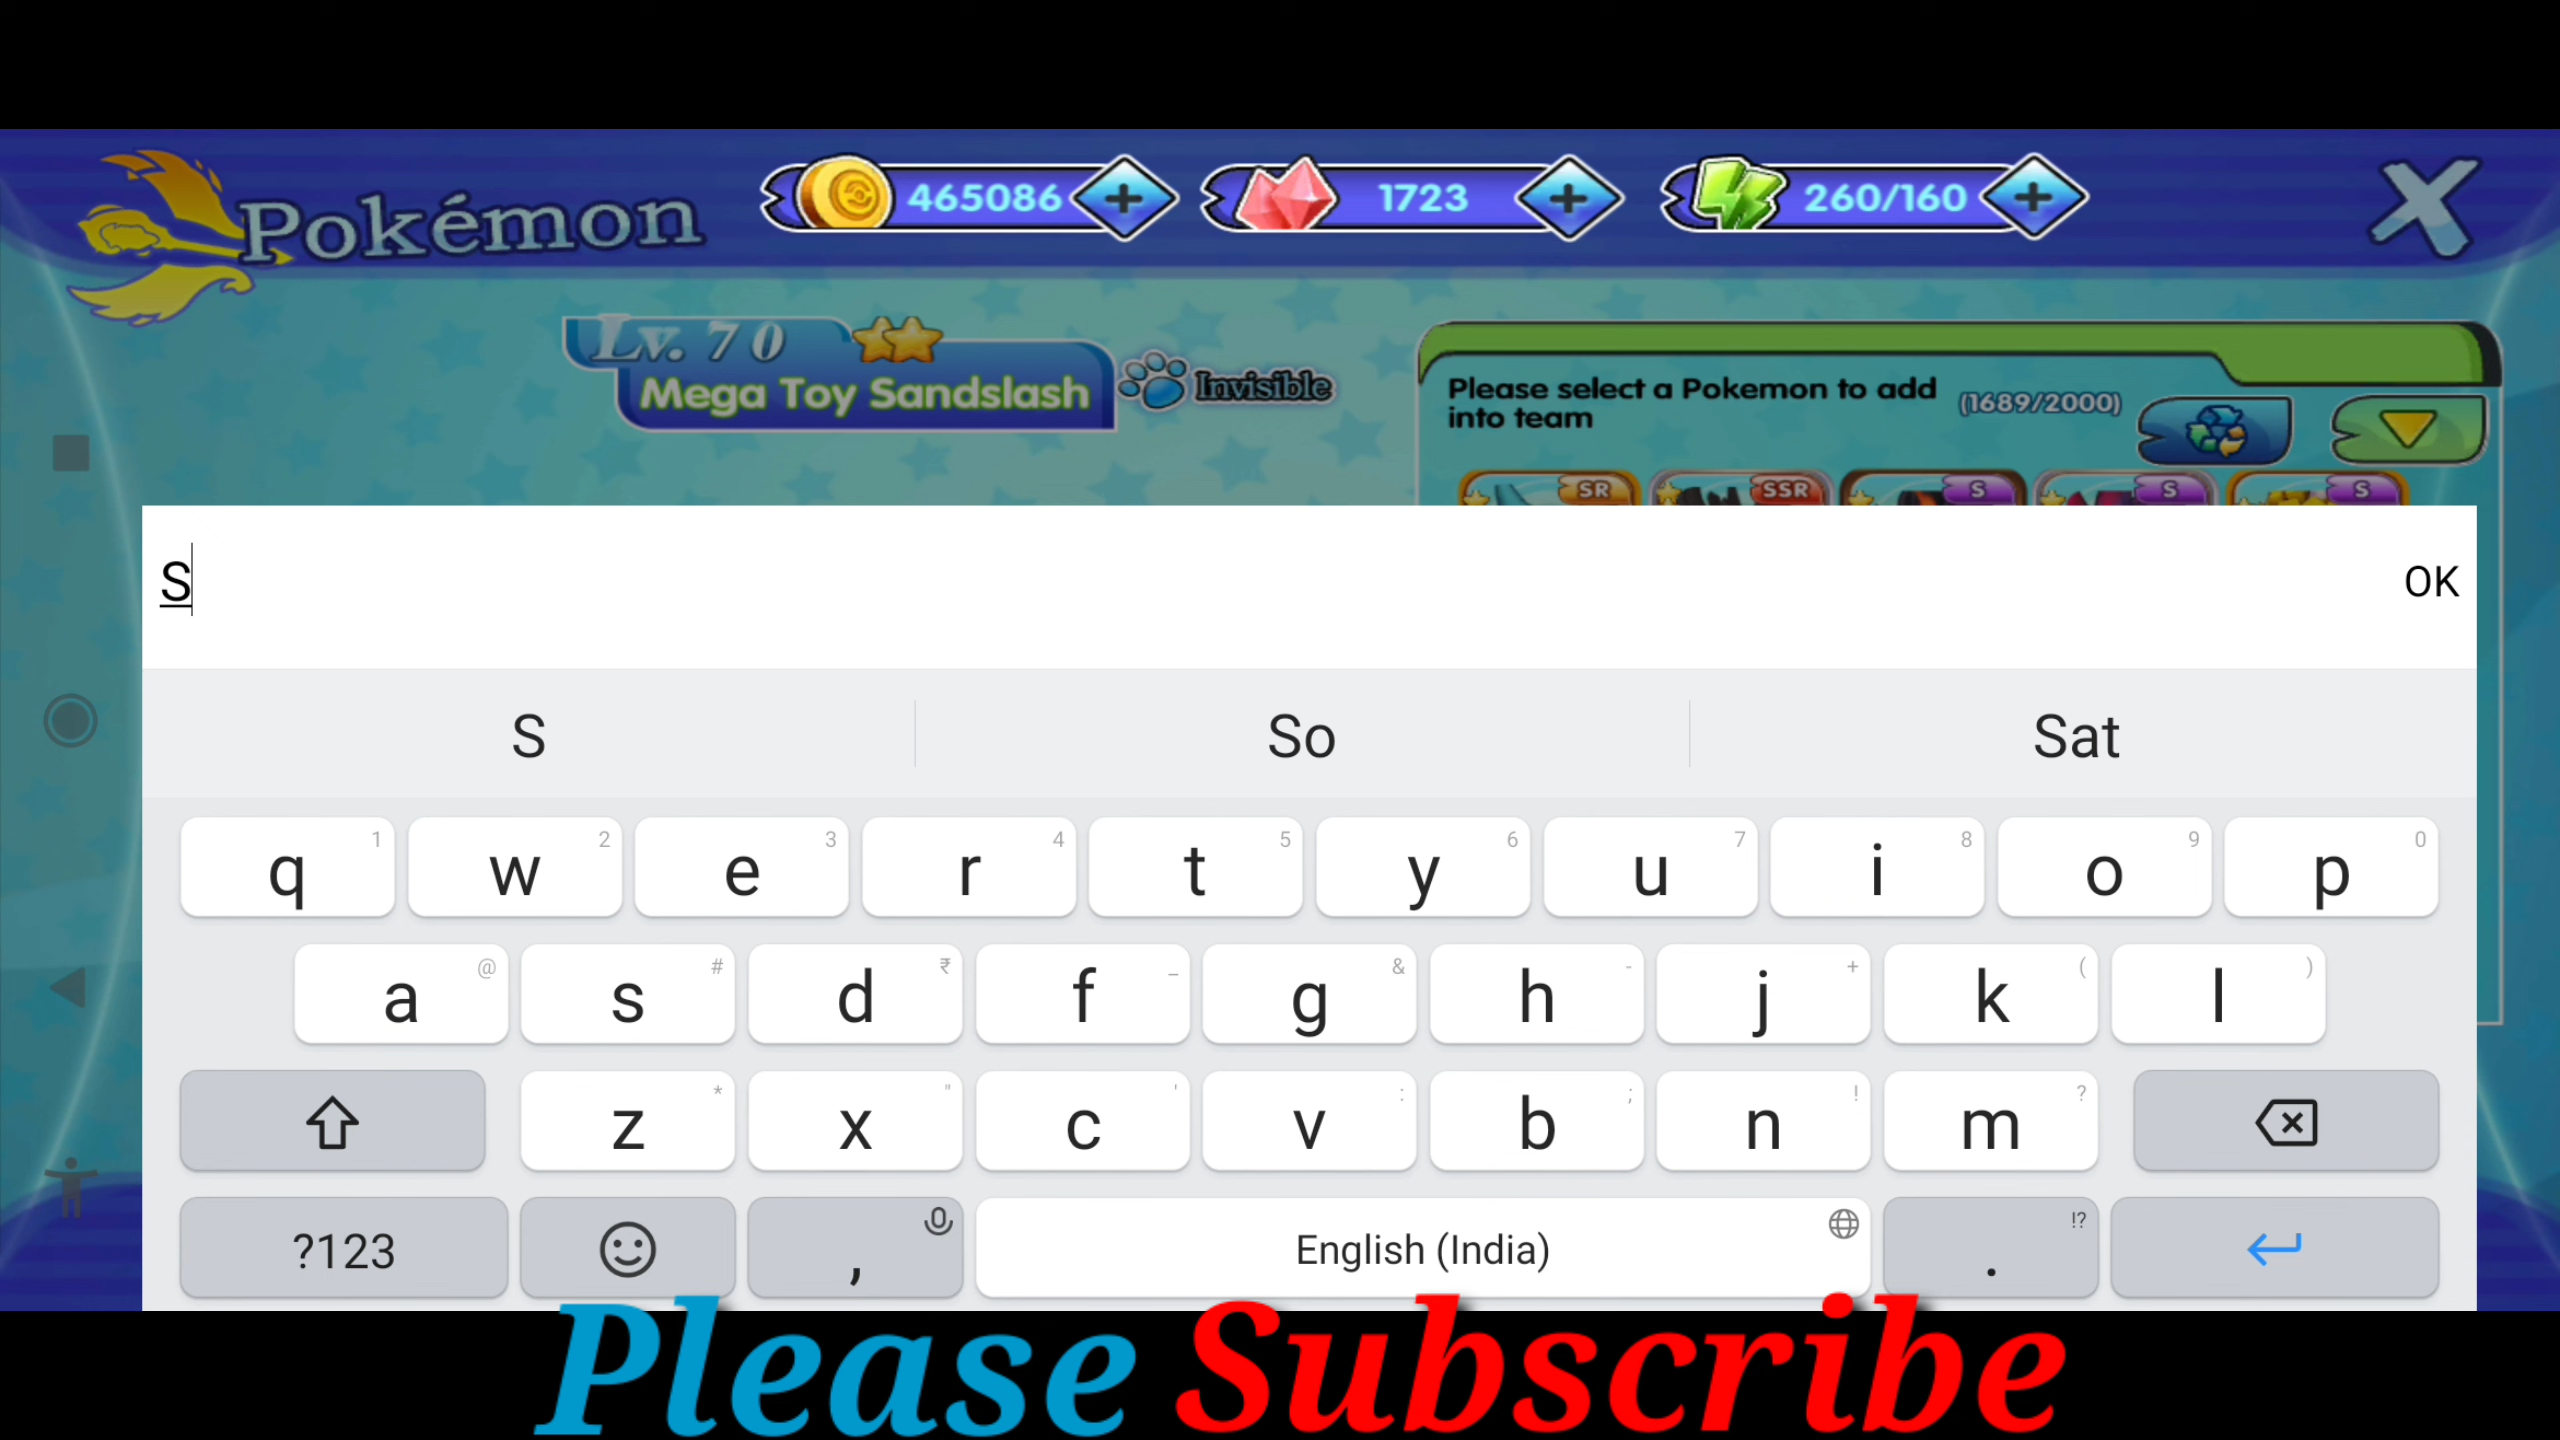 Pokémon
465086
1723
260/160
Lv. 70
Mega Toy Sandslash
Invisible
Please select a Pokemon to add
into team
(1689/2000)
SR
SSR
S
S
S
S
OK
S
So
Sat
q 1
w 2
e 3
r 4
t 5
y 6
u 7
i 8
o 9
p 0
a @
s #
d ₹
f _
g &
h -
j +
k (
l )
z *
x "
c '
v :
b ;
n !
m ?
?123
,
English (India)
. !?
Please Subscribe